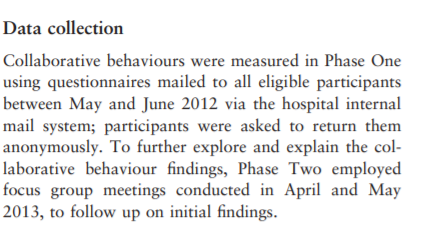 Data collection
Collaborative behaviours were measured in Phase One
using questionnaires mailed to all eligible participants
between May and June 2012 via the hospital internal
mail system; participants were asked to return them
anonymously. To further explore and explain the col-
laborative behaviour findings, Phase Two employed
focus group meetings conducted in April and May
2013, to follow up on initial findings.